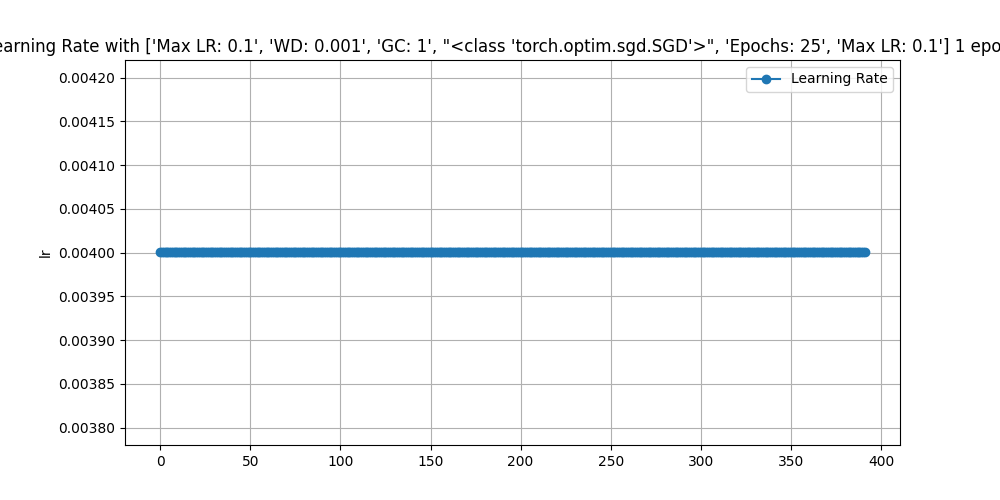 earning Rate with ['Max LR: 0.1', 'WD: 0.001', 'GC: 1', "<class 'torch.optim.sgd.SGD'>", 'Epochs: 25', 'Max LR: 0.1'] 1 epo
Learning Rate
0.00420
0.00415
0.00410
0.00405
0.00400
0.00395
0.00390
0.00385
0.00380
lr
0 50 100 150 200 250 300 350 400